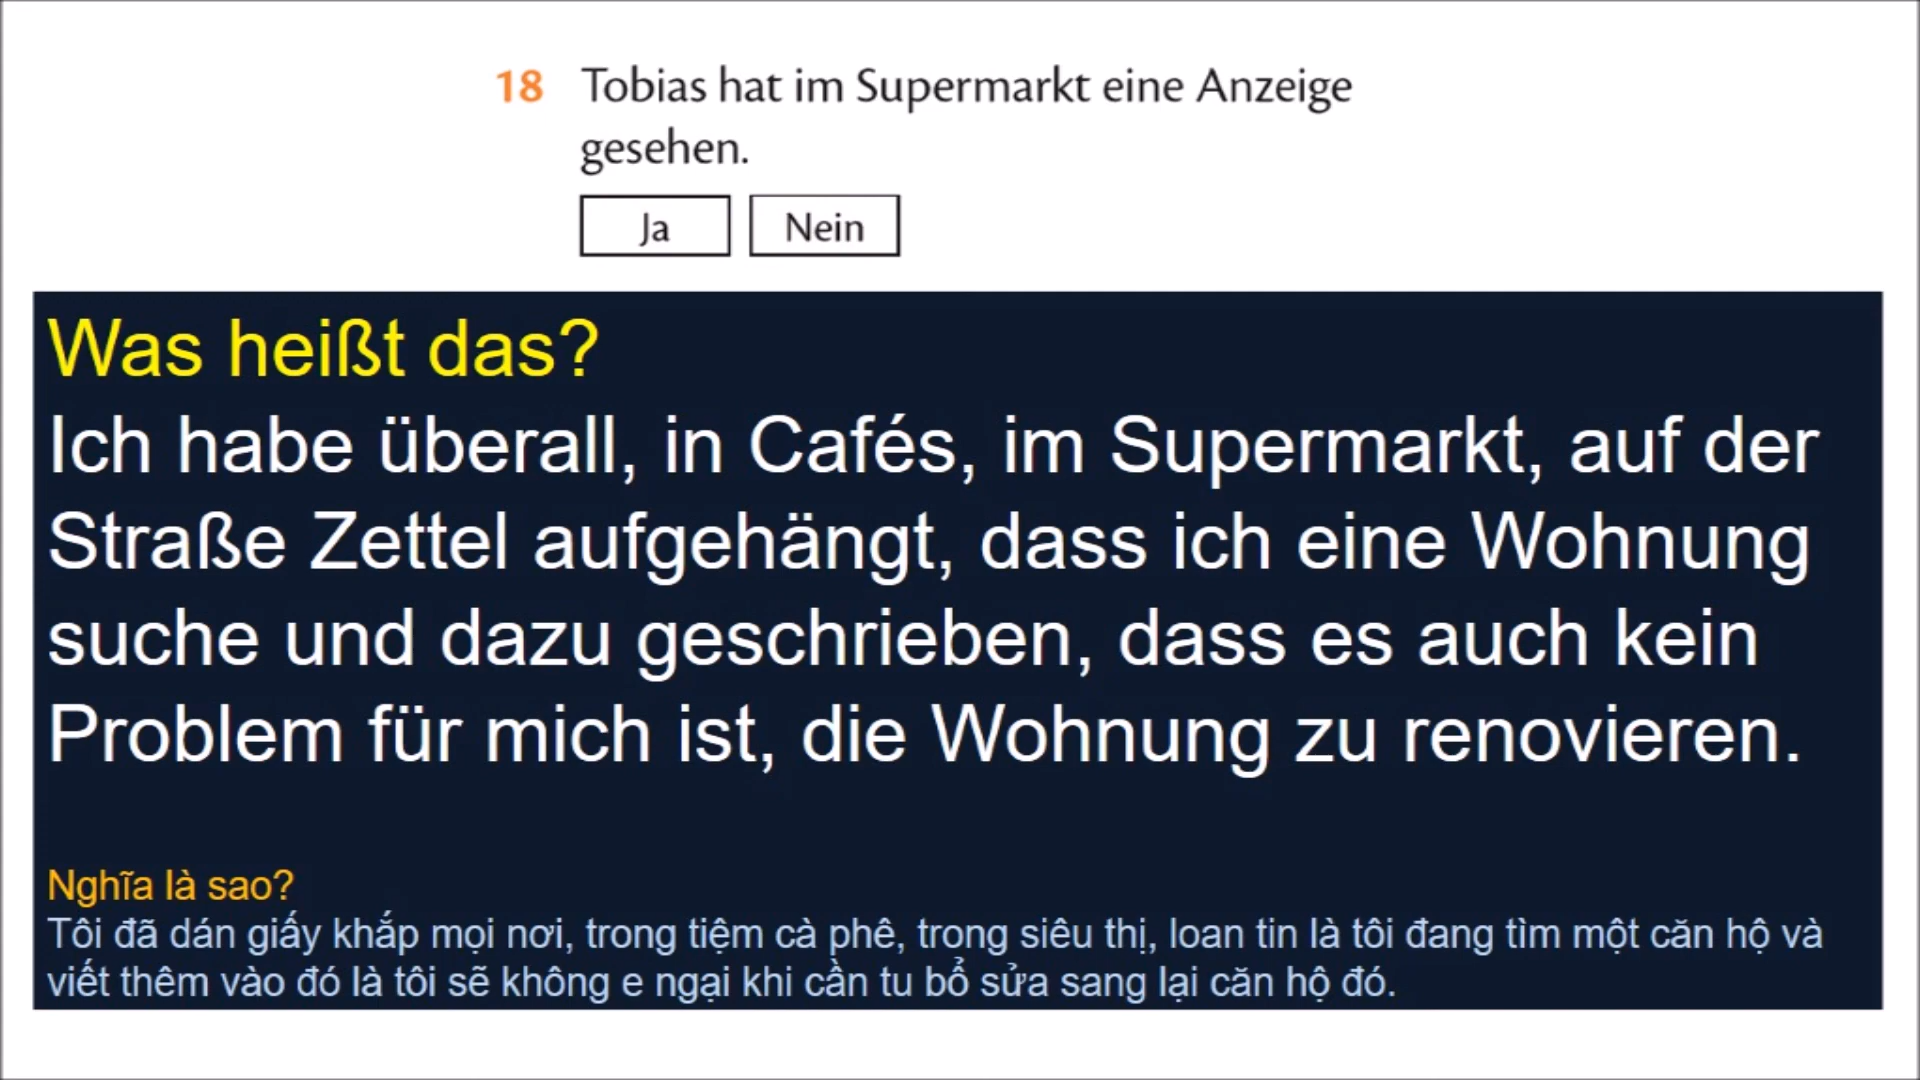 18 Tobias hat im Supermarkt eine Anzeige
gesehen.
Ja Nein
Was heißt das?
Ich habe überall, in Cafés, im Supermarkt, auf der
Straße Zettel aufgehängt, dass ich eine Wohnung
suche und dazu geschrieben, dass es auch kein
Problem für mich ist, die Wohnung zu renovieren.
Nghĩa là sao?
Tôi đã dán giấy khắp mọi nơi, trong tiệm cà phê, trong siêu thị, loan tin là tôi đang tìm một căn hộ và
viết thêm vào đó là tôi sẽ không e ngại khi cần tu bổ sửa sang lại căn hộ đó.